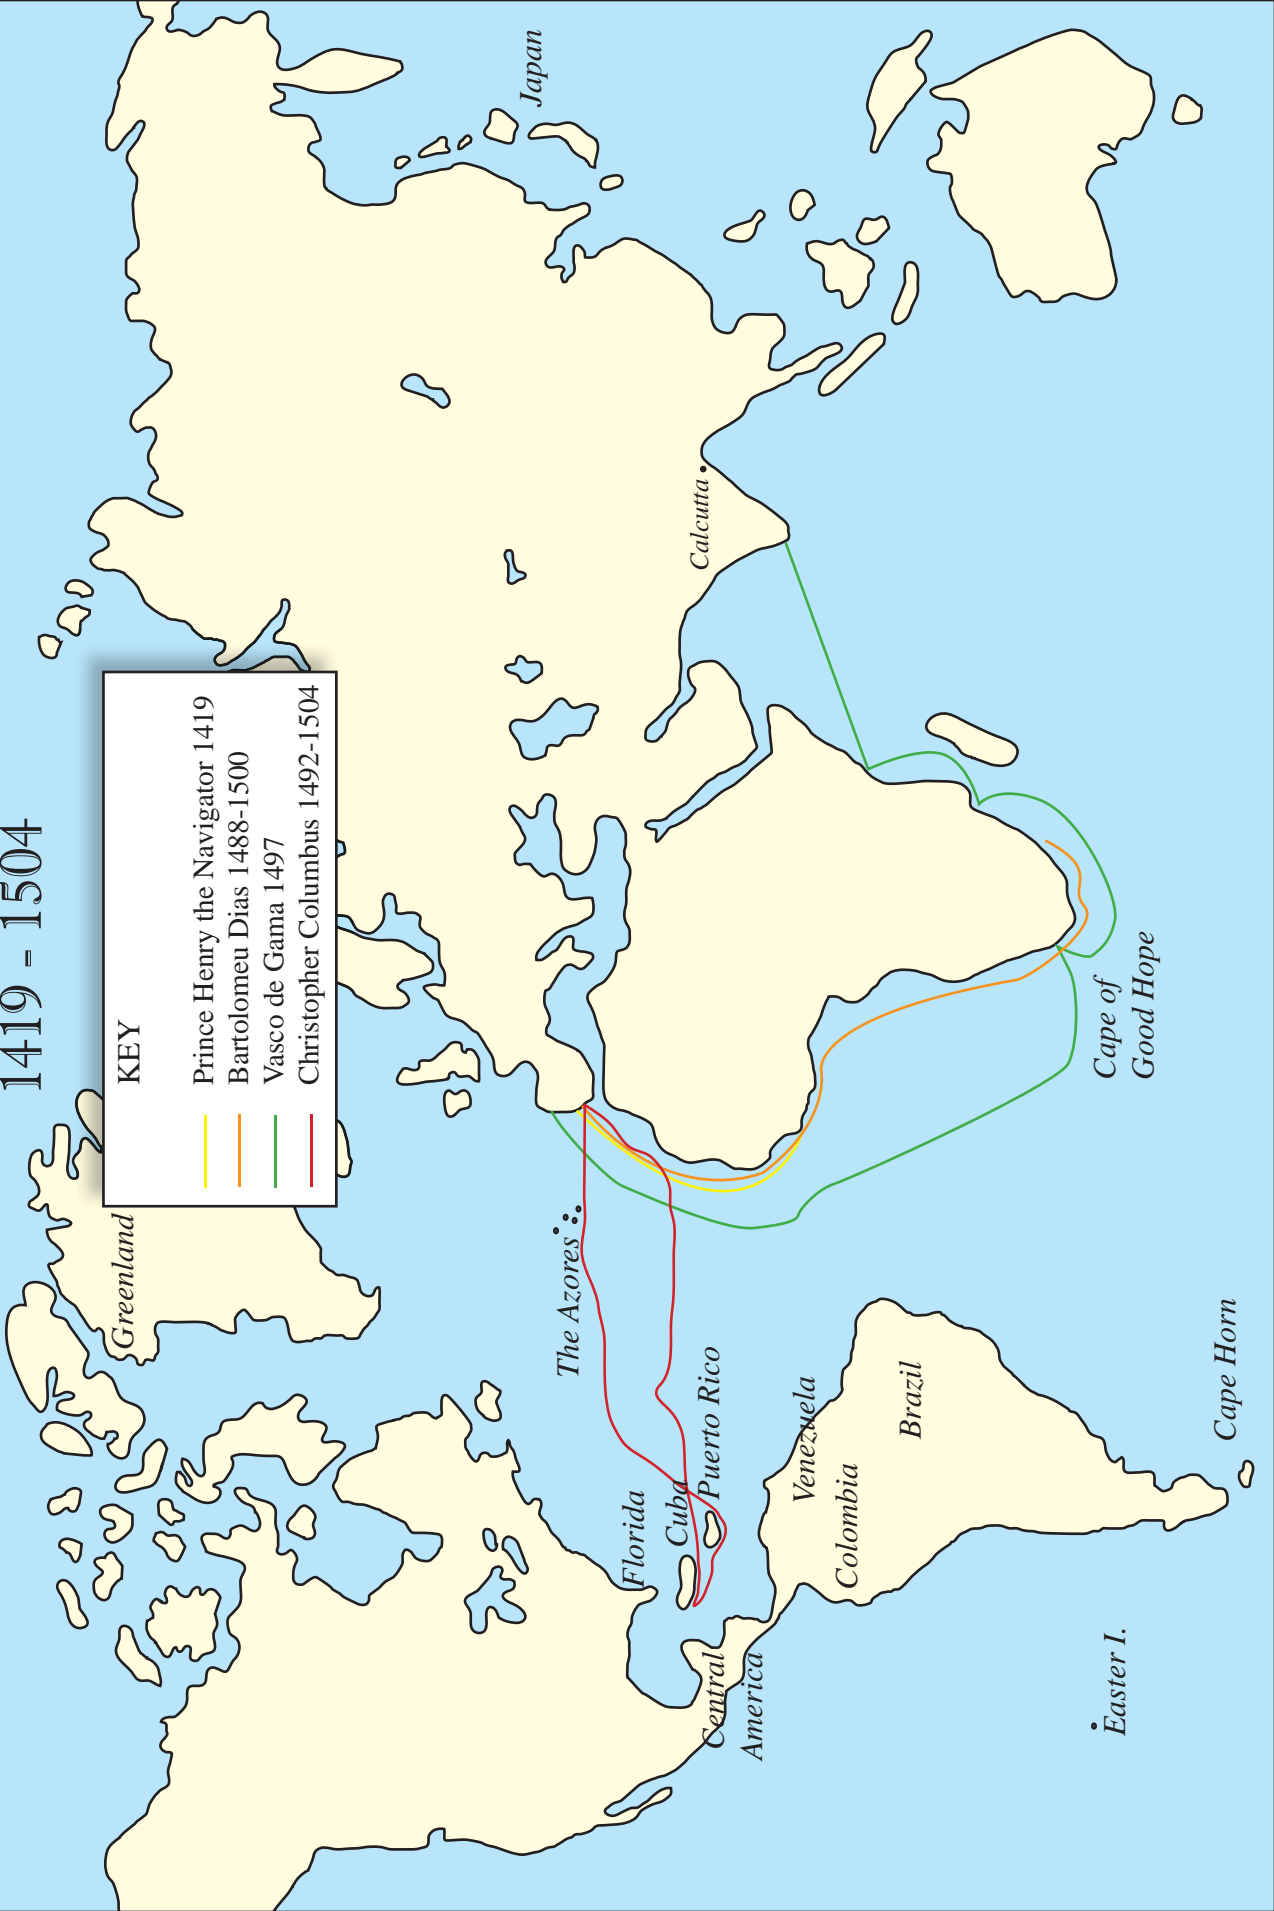 1419 - 1504
KEY
Prince Henry the Navigator 1419
Bartolomeu Dias 1488-1500
Vasco de Gama 1497
Christopher Columbus 1492-1504
Greenland
Japan
The Azores
Florida
Cuba
Puerto Rico
Calcutta
Central
America
Venezuela
Colombia
Brazil
Cape of
Good Hope
Easter I.
Cape Horn